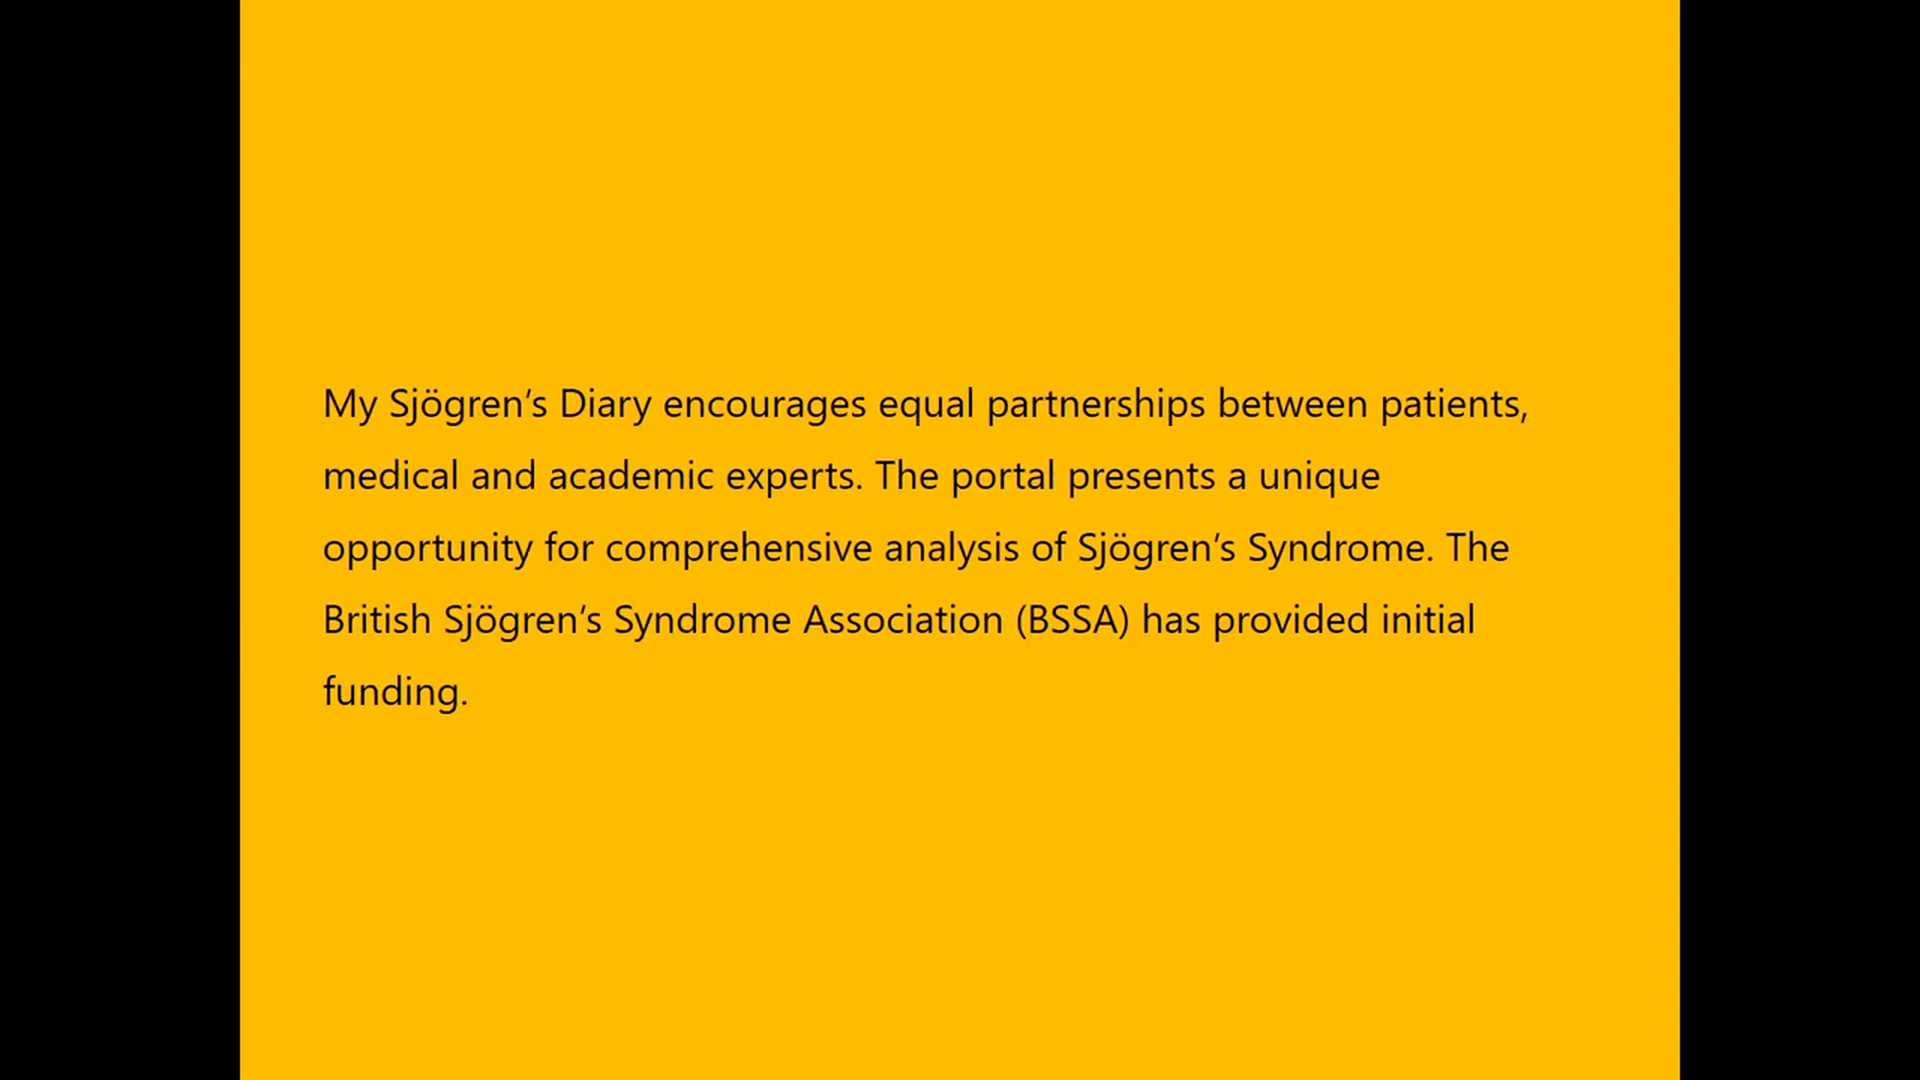 My Sjögren’s Diary encourages equal partnerships between patients,
medical and academic experts. The portal presents a unique
opportunity for comprehensive analysis of Sjögren’s Syndrome. The
British Sjögren’s Syndrome Association (BSSA) has provided initial
funding.